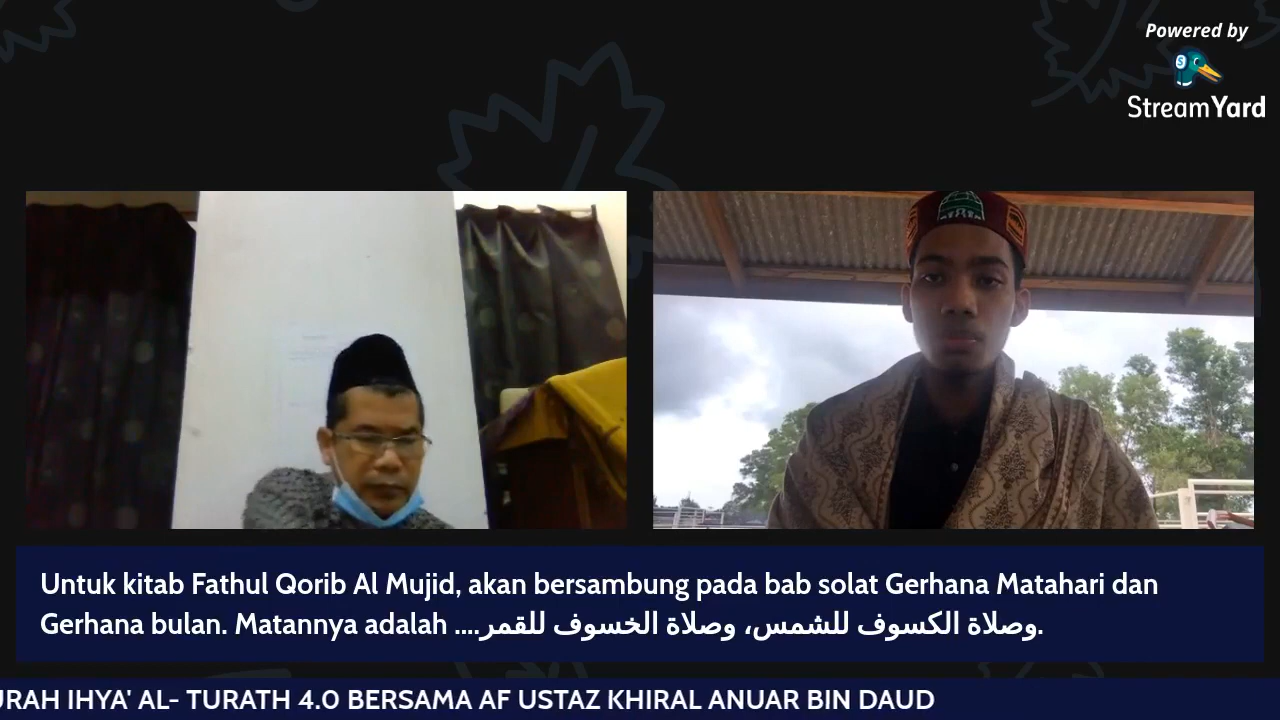 Powered by
StreamYard
Untuk kitab Fathul Qorib Al Mujid, akan bersambung pada bab solat Gerhana Matahari dan
Gerhana bulan. Matannya adalah ....وصلاة الكسوف للشمس، وصلاة الخسوف للقمر.
URAH IHYA' AL- TURATH 4.0 BERSAMA AF USTAZ KHIRAL ANUAR BIN DAUD